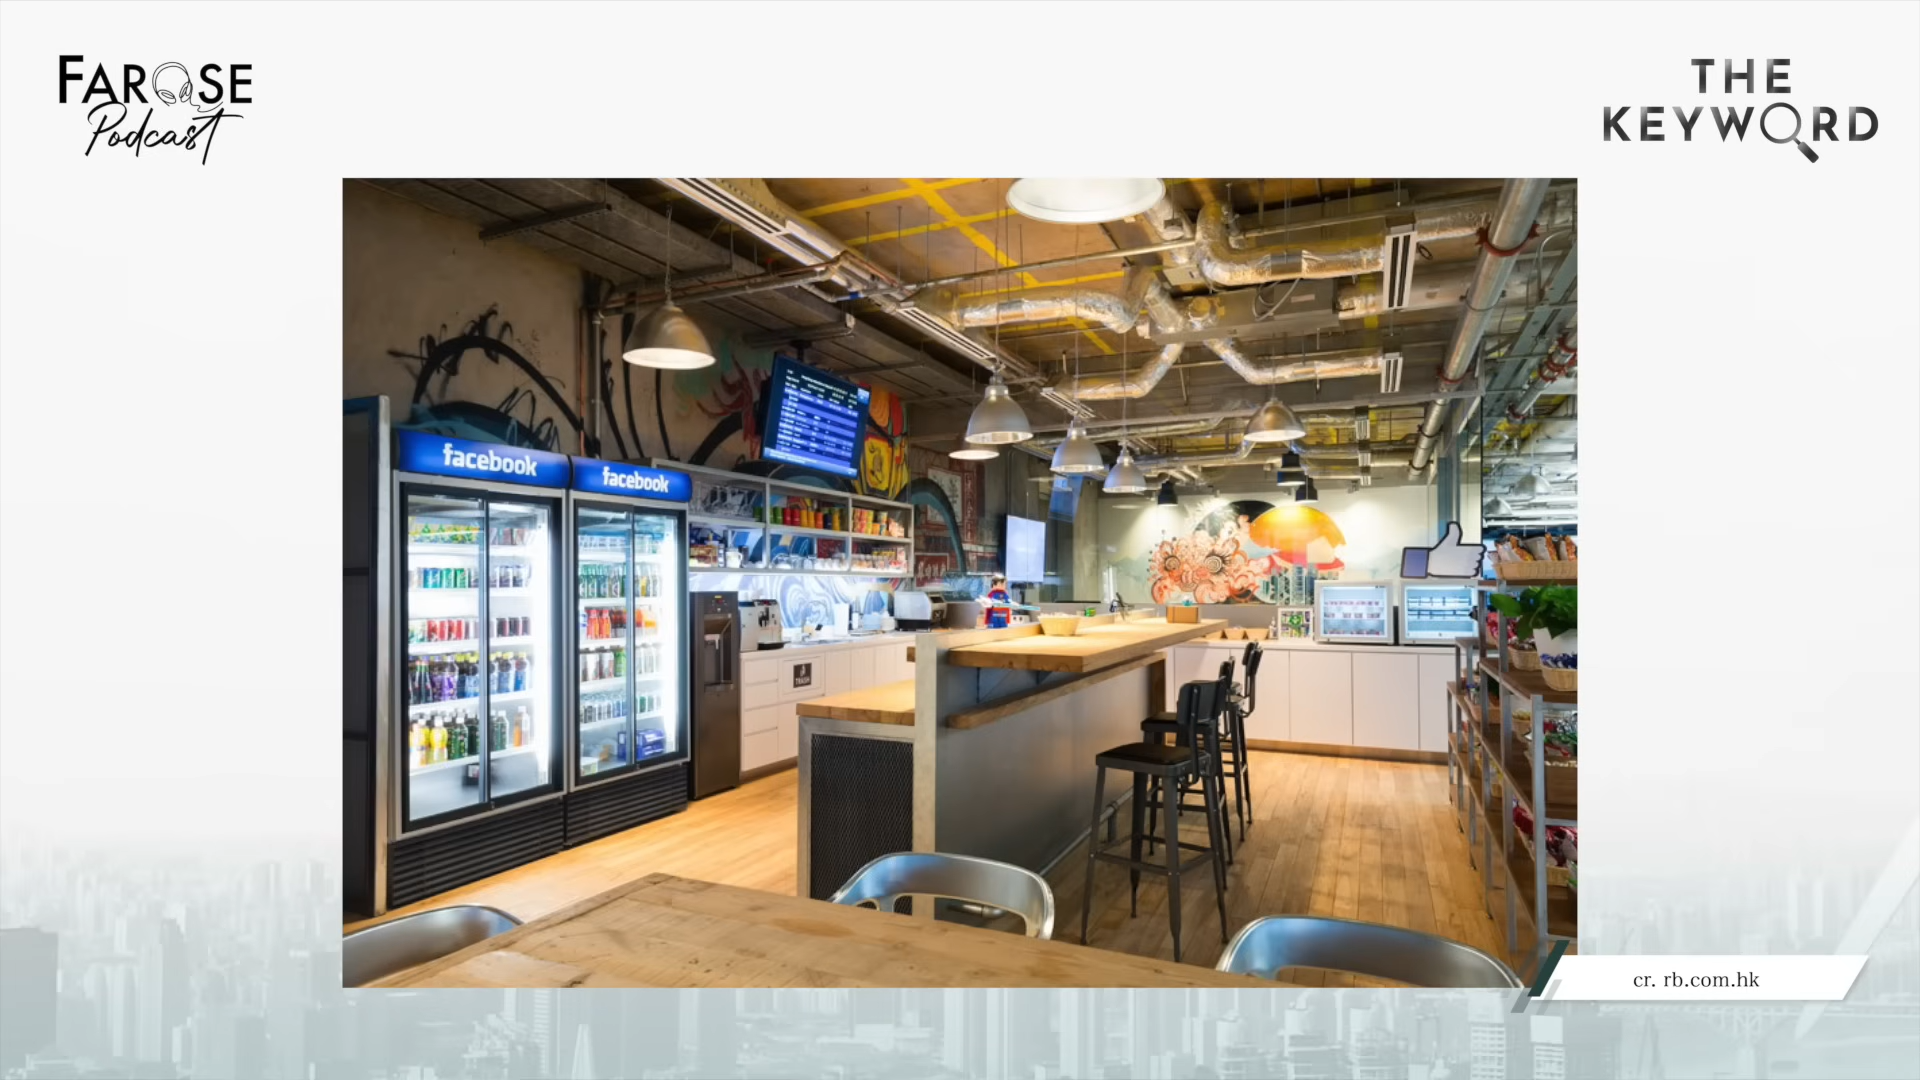 FAROSE
Podcast
THE
KEYWORD
facebook
facebook
TRASH
cr. rb.com.hk